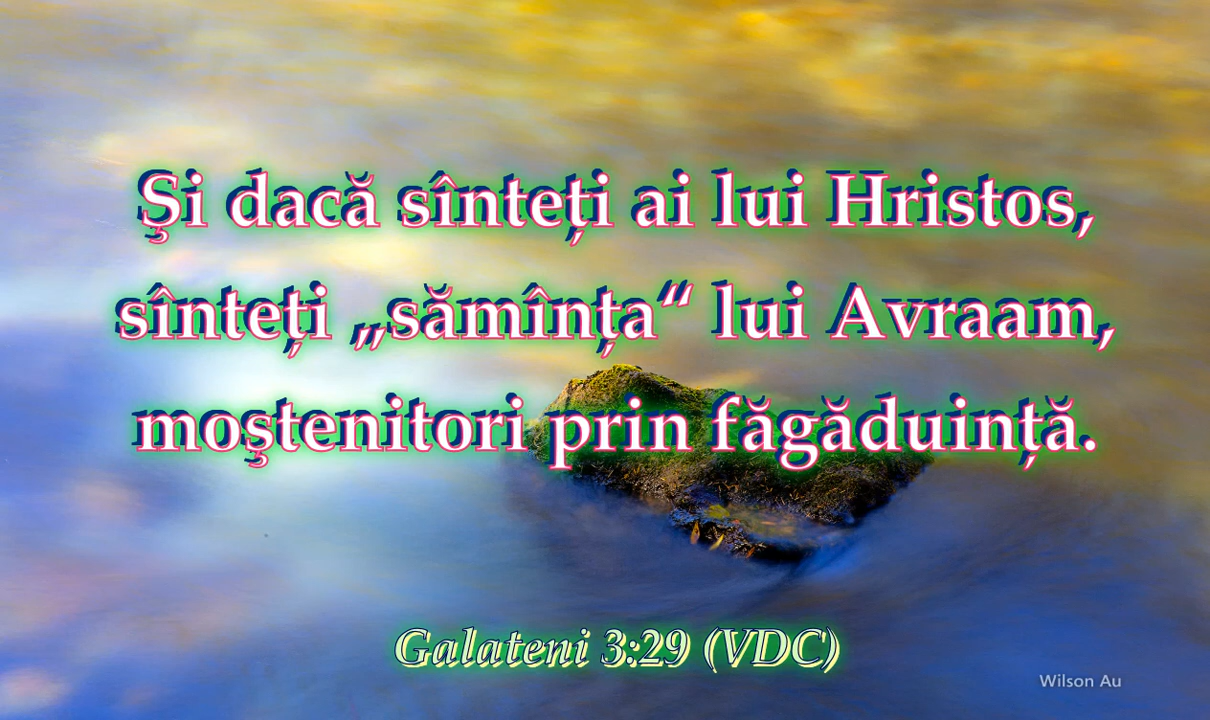 Şi dacă sînteţi ai lui Hristos,
sînteţi „sămînţa“ lui Avraam,
moştenitori prin făgăduinţă.
Galateni 3:29 (VDC)
Wilson Au